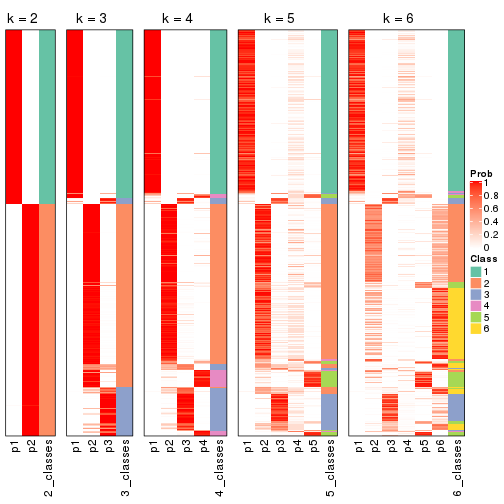 k = 2
k = 3
k = 4
k = 5
k = 6
p1
p2
2_classes
p1
p2
p3
3_classes
p1
p2
p3
p4
4_classes
p1
p2
p3
p4
p5
5_classes
p1
p2
p3
p4
p5
p6
6_classes
Prob
1
0.8
0.6
0.4
0.2
0
Class
1
2
3
4
5
6